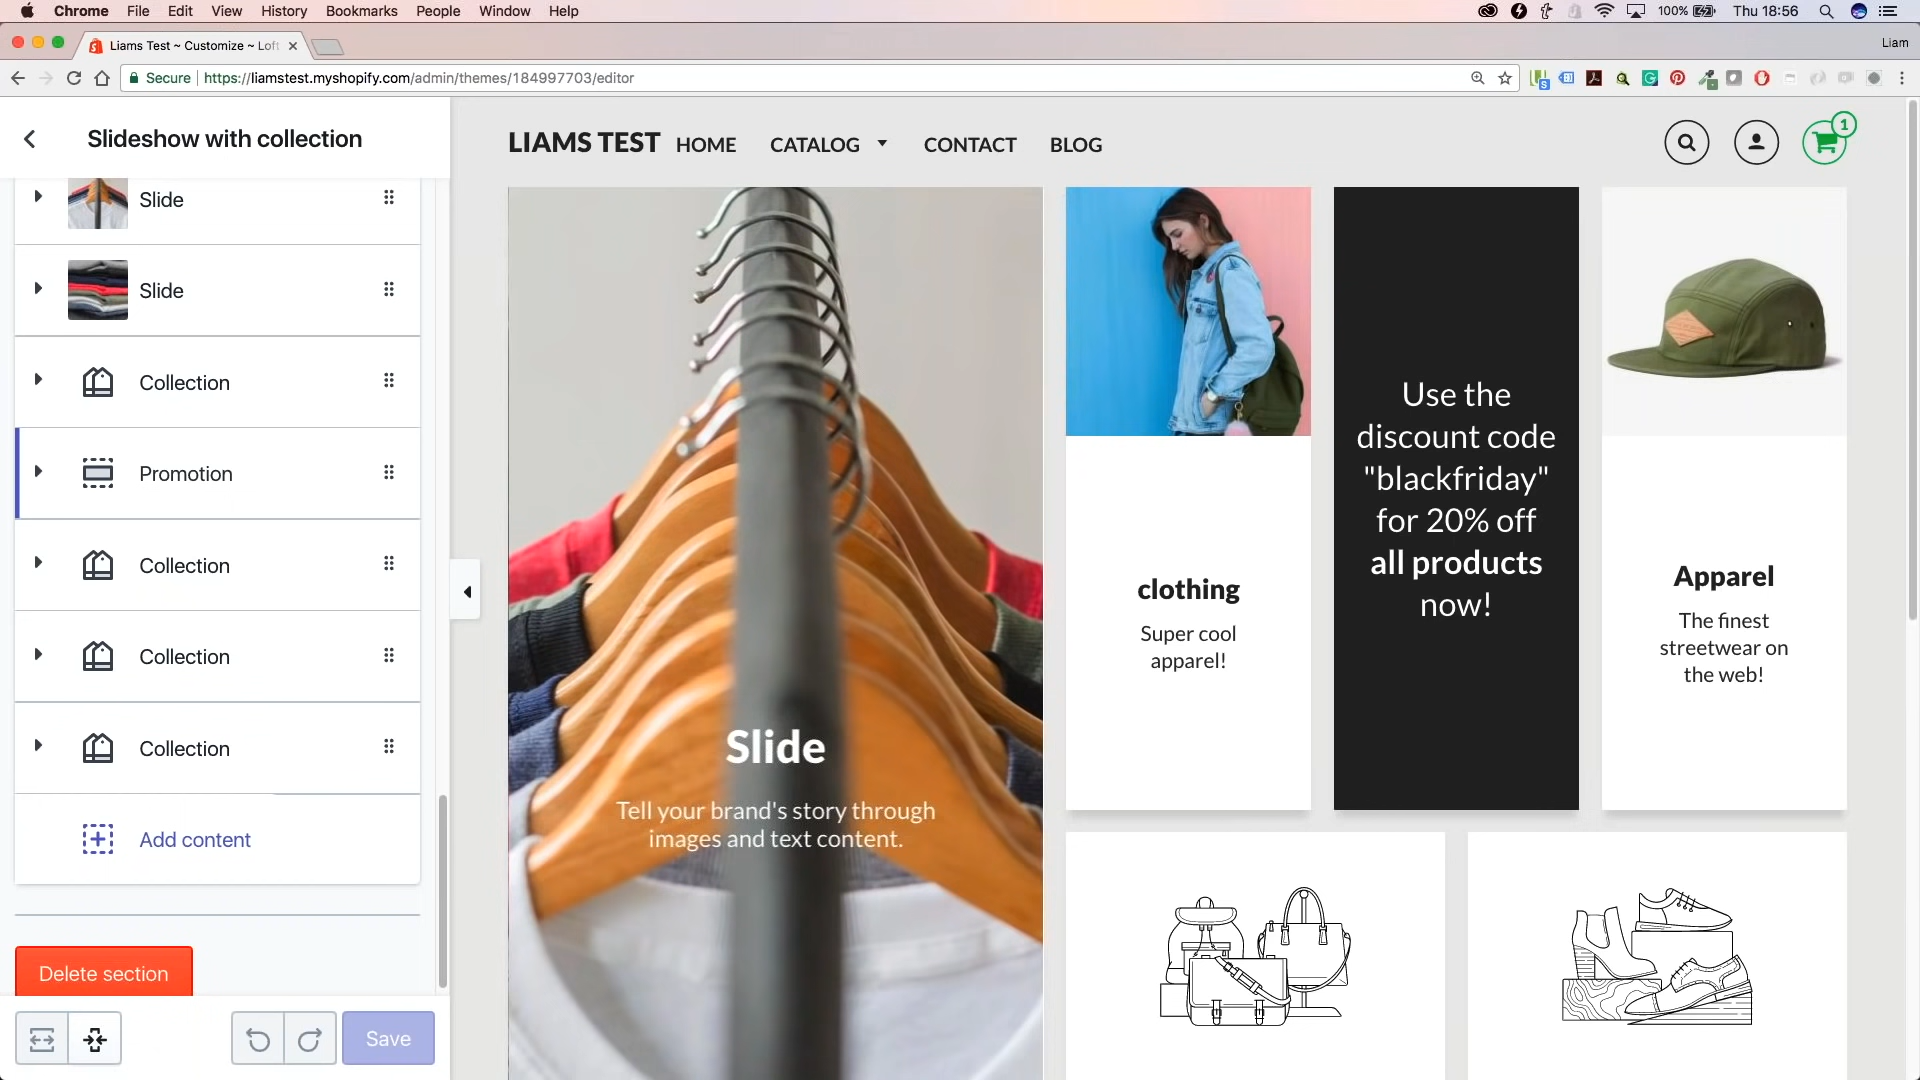 Chrome File Edit View History Bookmarks People Window Help 100% Thu 18:56
Liams Test ~ Customize ~ Loft
Liam
Secure https://liamstest.myshopify.com/admin/themes/184997703/editor
Slideshow with collection
Slide
Slide
Collection
Promotion
Collection
Collection
Collection
Add content
Delete section
Save
LIAMS TEST HOME CATALOG CONTACT BLOG
1
Slide
Tell your brand's story through
images and text content.
clothing
Super cool
apparel!
Use the
discount code
"blackfriday"
for 20% off
all products
now!
Apparel
The finest
streetwear on
the web!